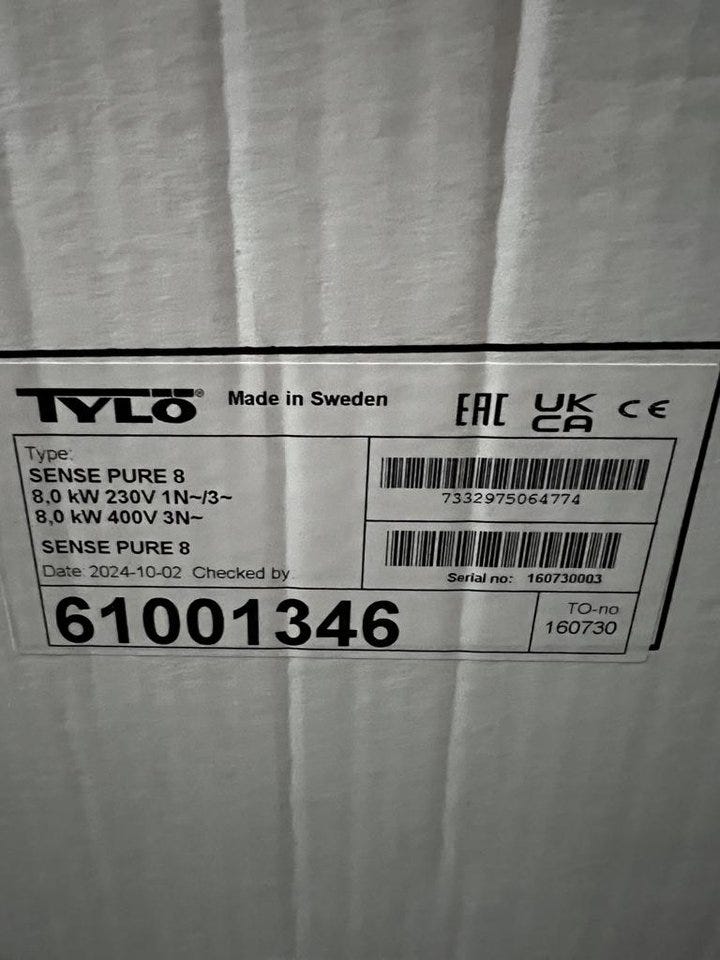 TYLÖ® Made in Sweden EAC UK CA CE
Type:
SENSE PURE 8
8,0 kW 230V 1N~/3~
8,0 kW 400V 3N~
SENSE PURE 8
Date: 2024-10-02 Checked by
7332975064774
Serial no: 160730003
61001346
TO-no
160730